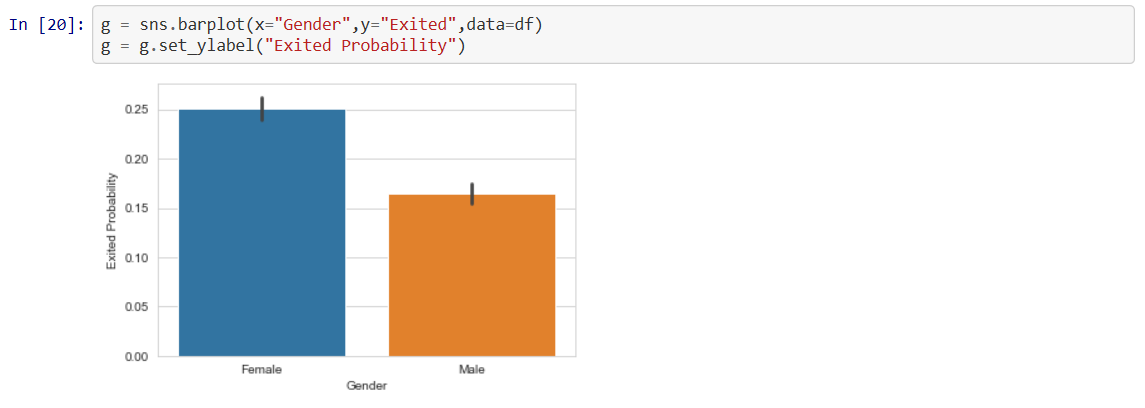 In [20]: g = sns.barplot(x="Gender",y="Exited",data=df)
g = g.set_ylabel("Exited Probability")
0.25
0.20
0.15
0.10
0.05
0.00
Exited Probability
Female Male
Gender